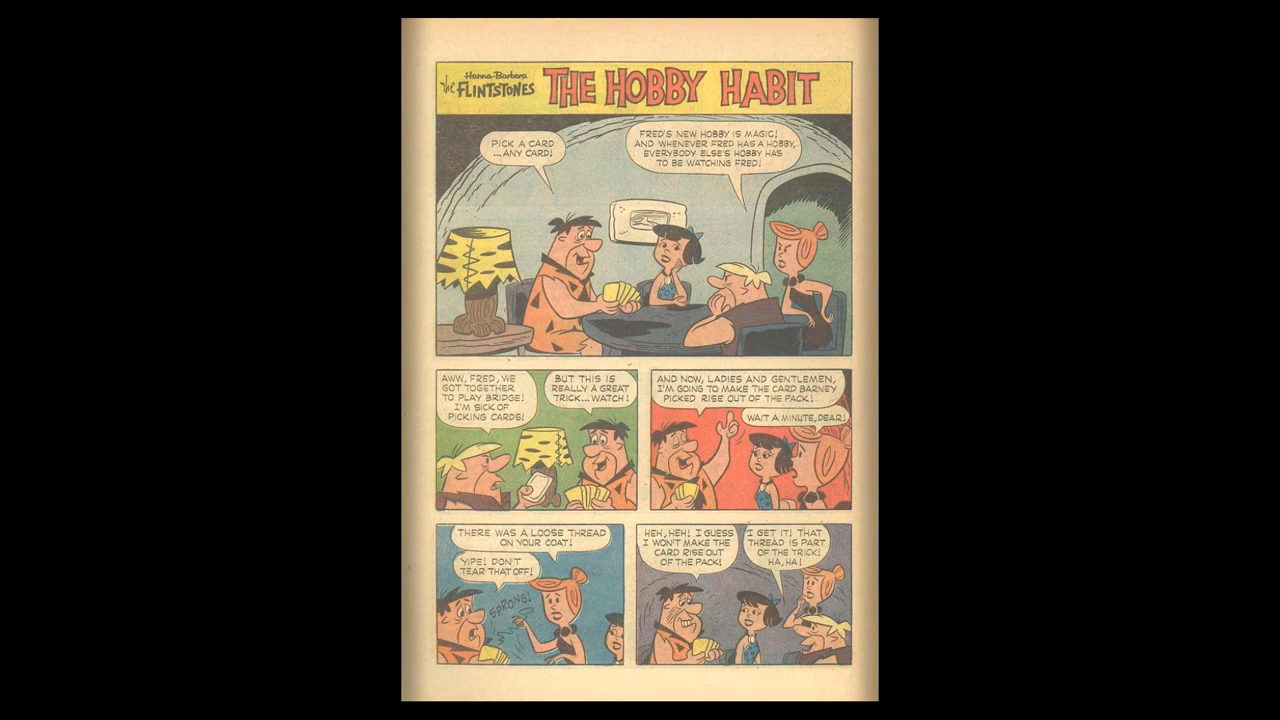 Hanna-Barbera
the FLINTSTONES
THE HOBBY HABIT
PICK A CARD
...ANY CARD!
FRED'S NEW HOBBY IS MAGIC!
AND WHENEVER FRED HAS A HOBBY,
EVERYBODY ELSE'S HOBBY HAS
TO BE WATCHING FRED!
AWW, FRED, WE
GOT TOGETHER
TO PLAY BRIDGE!
I'M SICK OF
PICKING CARDS!
BUT THIS IS
REALLY A GREAT
TRICK...WATCH!
AND NOW, LADIES AND GENTLEMEN,
I'M GOING TO MAKE THE CARD BARNEY
PICKED RISE OUT OF THE PACK!
WAIT A MINUTE, DEAR!
THERE WAS A LOOSE THREAD
ON YOUR COAT!
YIPE! DON'T
TEAR THAT OFF!
SPRONG!
HEH, HEH! I GUESS
I WON'T MAKE THE
CARD RISE OUT
OF THE PACK!
I GET IT! THAT
THREAD IS PART
OF THE TRICK!
HA, HA!